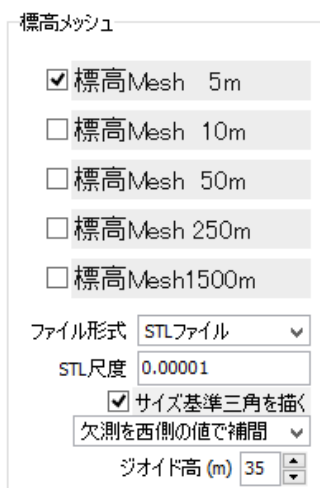 標高メッシュ
標高Mesh 5m
標高Mesh 10m
標高Mesh 50m
標高Mesh 250m
標高Mesh1500m
ファイル形式 STLファイル
STL尺度 0.00001
サイズ基準三角を描く
欠測を西側の値で補間
ジオイド高 (m) 35